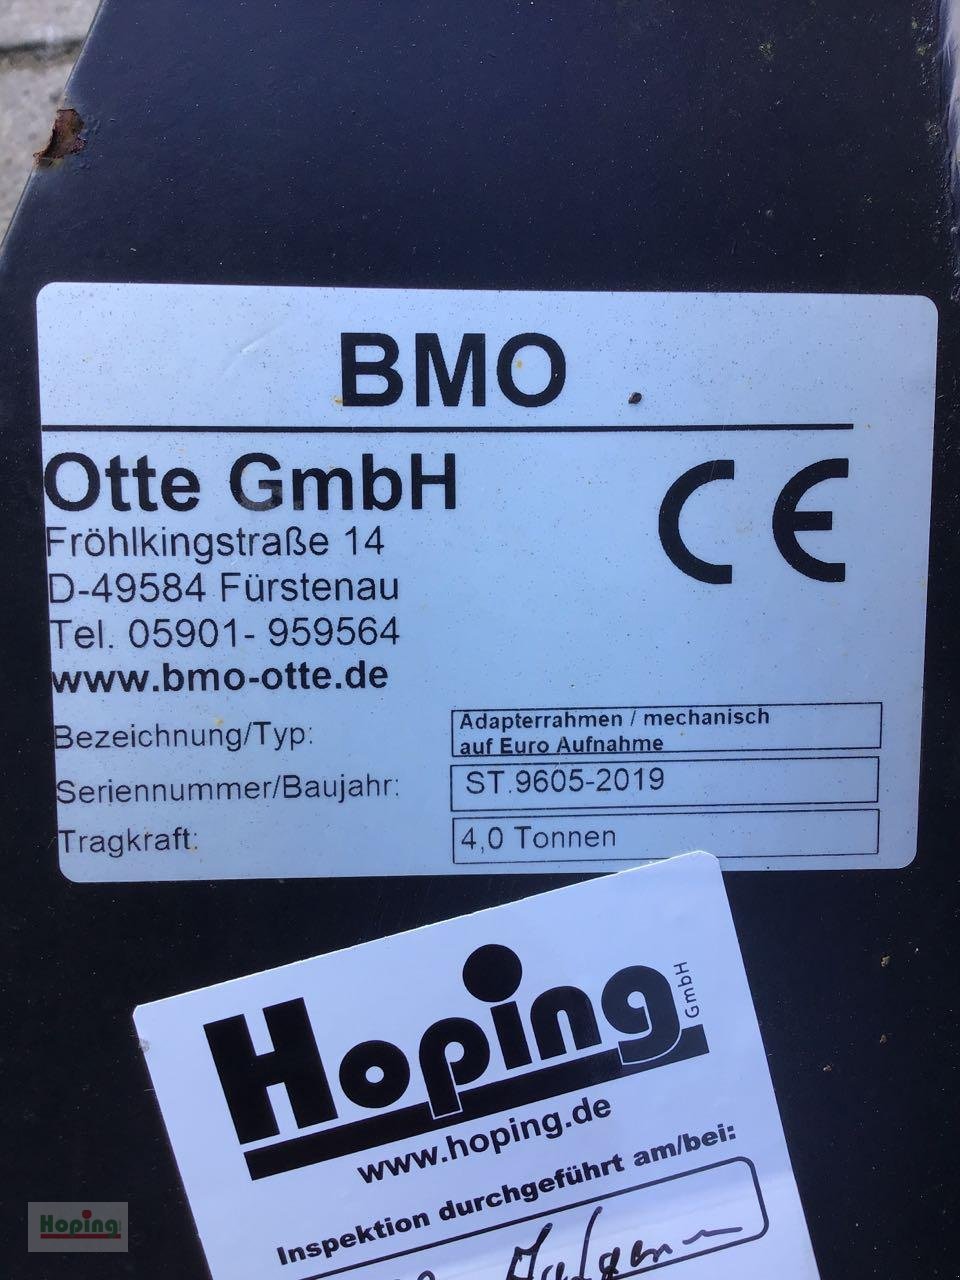 BMO
Otte GmbH
CE
Fröhlkingstraße 14
D-49584 Fürstenau
Tel. 05901- 959564
www.bmo-otte.de
Bezeichnung/Typ: Adapterrahmen / mechanisch
auf Euro Aufnahme
Seriennummer/Baujahr: ST.9605-2019
Tragkraft: 4,0 Tonnen
Hoping GmbH
www.hoping.de
Inspektion durchgeführt am/bei:
Hoping